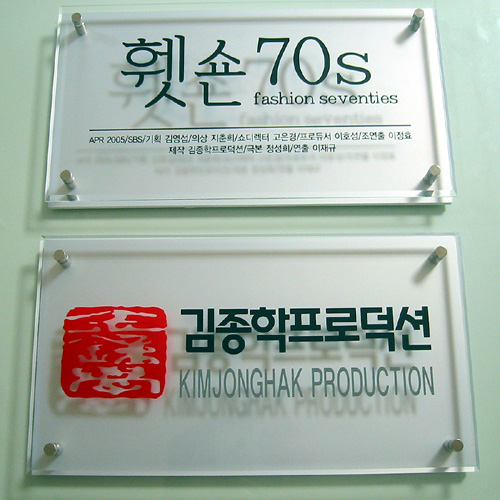 휏션 70s
fashion seventies
APR 2005/SBS/기획 김영섭/의상 지춘희/쇼디렉터 고은경/프로듀서 이호성/조연출 이정효
제작 김종학프로덕션/극본 정성희/연출 이재규
김종학프로덕션
KIMJONGHAK PRODUCTION